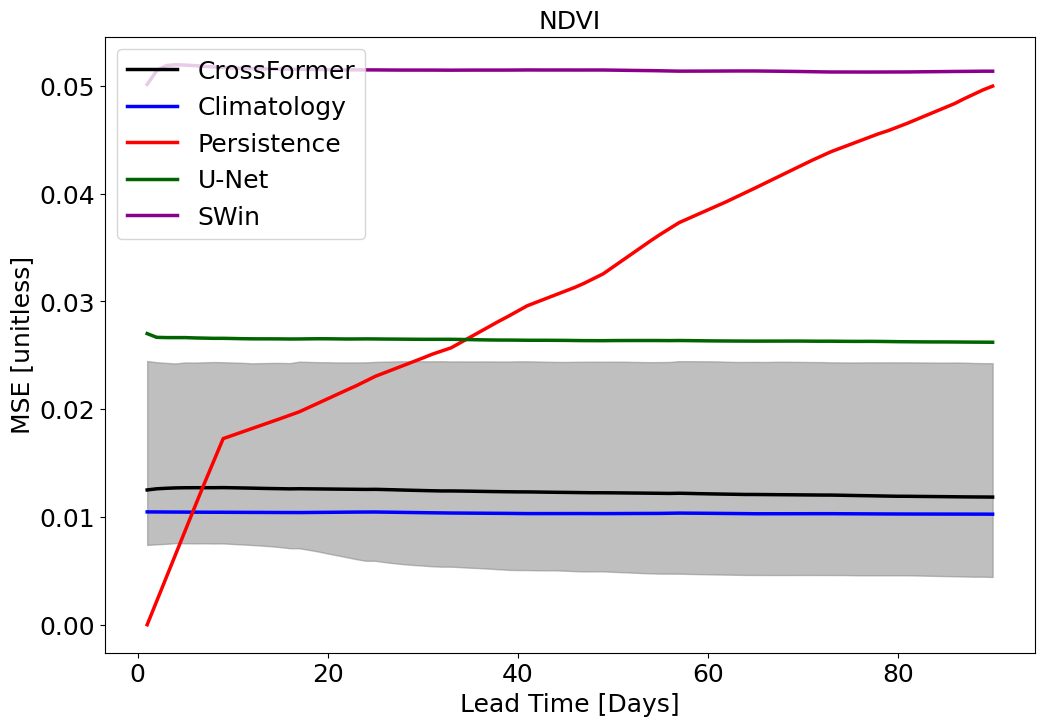 NDVI
CrossFormer
Climatology
Persistence
U-Net
SWin
MSE [unitless]
0.05
0.04
0.03
0.02
0.01
0.00
0
20
40
60
80
Lead Time [Days]